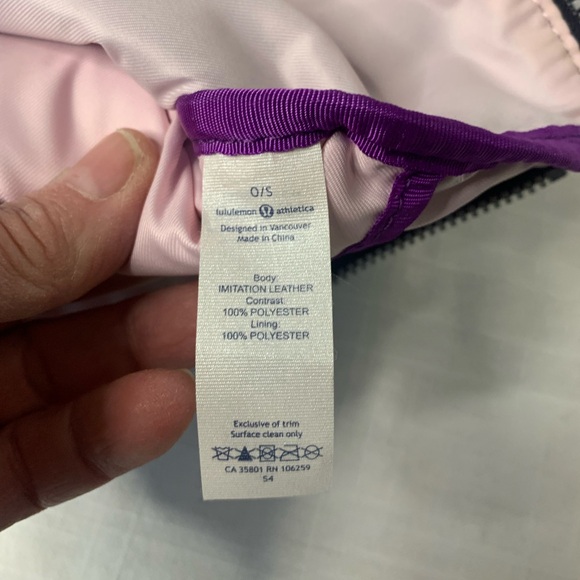 O/S
lululemon athletica
Designed in Vancouver
Made in China
Body:
IMITATION LEATHER
Contrast:
100% POLYESTER
Lining:
100% POLYESTER
Exclusive of trim
Surface clean only
CA 35801 RN 106259
S4